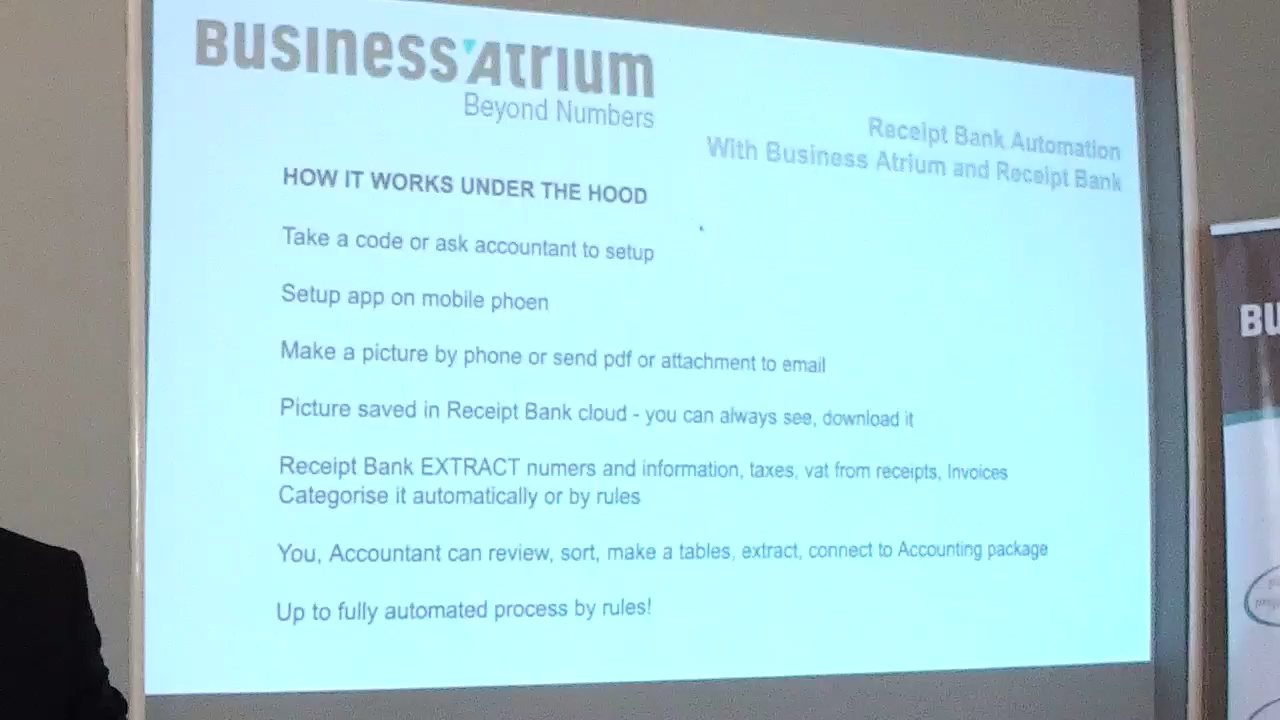 Business Atrium
Beyond Numbers
Receipt Bank Automation
With Business Atrium and Receipt Bank
HOW IT WORKS UNDER THE HOOD
Take a code or ask accountant to setup
Setup app on mobile phoen
Make a picture by phone or send pdf or attachment to email
Picture saved in Receipt Bank cloud - you can always see, download it
Receipt Bank EXTRACT numers and information, taxes, vat from receipts, Invoices
Categorise it automatically or by rules
You, Accountant can review, sort, make a tables, extract, connect to Accounting package
Up to fully automated process by rules!
BU